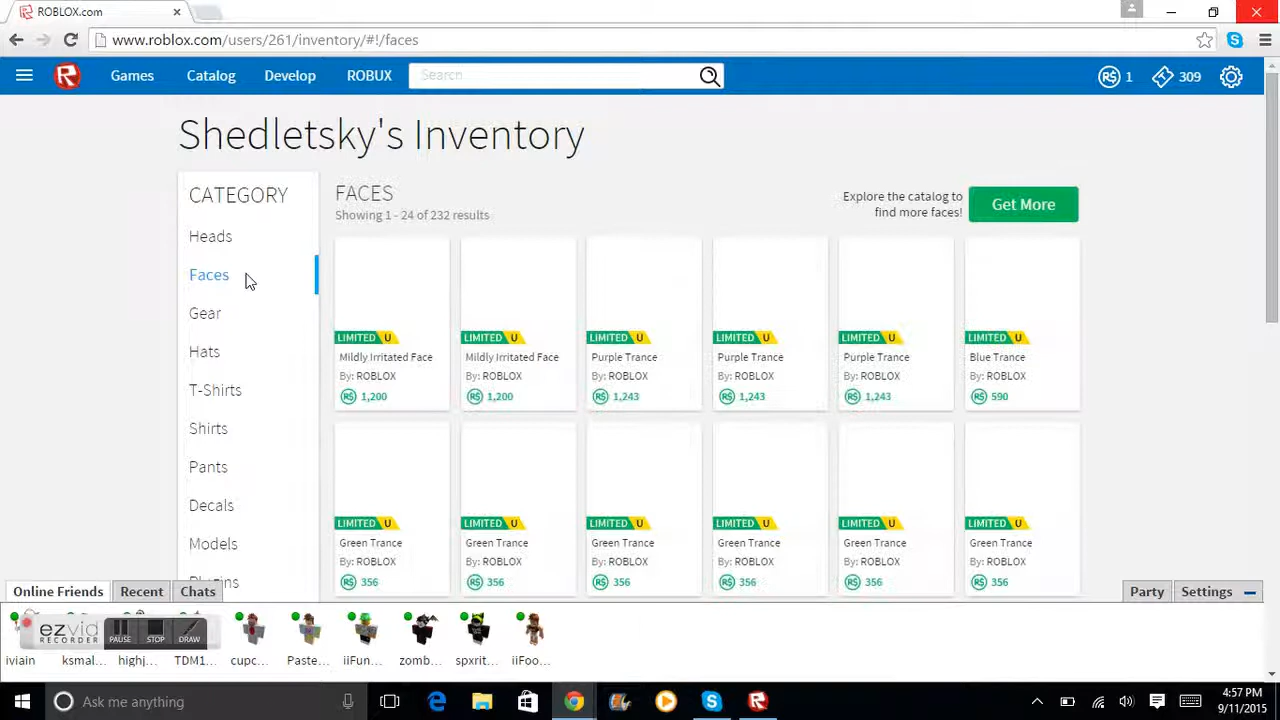 ROBLOX.com
www.roblox.com/users/261/inventory/#!/faces
Games Catalog Develop ROBUX Search R$ 1 309
Shedletsky's Inventory
CATEGORY
Heads
Faces
Gear
Hats
T-Shirts
Shirts
Pants
Decals
Models
Plugins
FACES
Showing 1 - 24 of 232 results
Explore the catalog to
find more faces!
Get More
LIMITED U LIMITED U LIMITED U LIMITED U LIMITED U LIMITED U
Mildly Irritated Face Mildly Irritated Face Purple Trance Purple Trance Purple Trance Blue Trance
By: ROBLOX By: ROBLOX By: ROBLOX By: ROBLOX By: ROBLOX By: ROBLOX
R$ 1,200 R$ 1,200 R$ 1,243 R$ 1,243 R$ 1,243 R$ 590
LIMITED U LIMITED U LIMITED U LIMITED U LIMITED U LIMITED U
Green Trance Green Trance Green Trance Green Trance Green Trance Green Trance
By: ROBLOX By: ROBLOX By: ROBLOX By: ROBLOX By: ROBLOX By: ROBLOX
R$ 356 R$ 356 R$ 356 R$ 356 R$ 356 R$ 356
Online Friends Recent Chats Party Settings
ezvid
RECORDER
PAUSE STOP DRAW
iviain ksmal... highj... TDM1... cupc... Paste... iiFun... zomb... spxrit... iiFoo...
Ask me anything
4:57 PM
9/11/2015